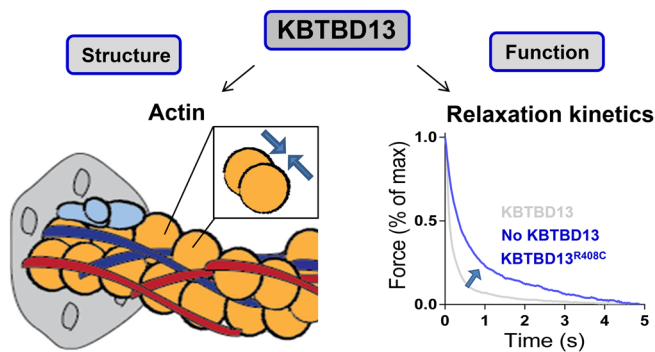 KBTBD13
Structure
Function
Actin
Relaxation kinetics
Force (% of max)
1.0
0.5
0.0
KBTBD13
No KBTBD13
KBTBD13R408C
0 1 2 3 4 5
Time (s)